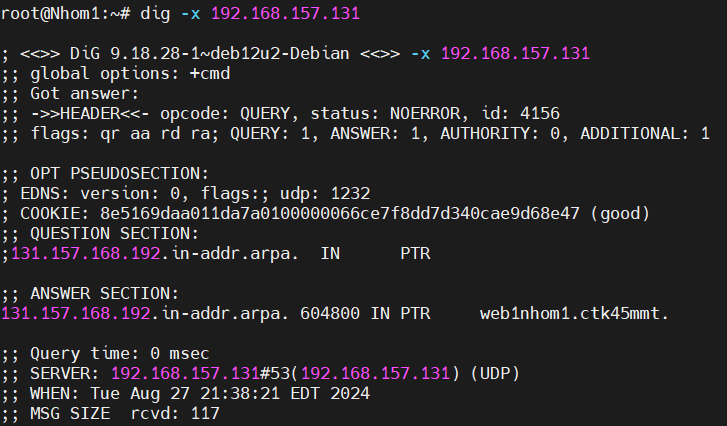 root@Nhom1:~# dig -x 192.168.157.131
; <<>> DiG 9.18.28-1~deb12u2-Debian <<>> -x 192.168.157.131
;; global options: +cmd
;; Got answer:
;; ->>HEADER<<- opcode: QUERY, status: NOERROR, id: 4156
;; flags: qr aa rd ra; QUERY: 1, ANSWER: 1, AUTHORITY: 0, ADDITIONAL: 1
;; OPT PSEUDOSECTION:
; EDNS: version: 0, flags:; udp: 1232
; COOKIE: 8e5169daa011da7a0100000066ce7f8dd7d340cae9d68e47 (good)
;; QUESTION SECTION:
;131.157.168.192.in-addr.arpa. IN PTR
;; ANSWER SECTION:
131.157.168.192.in-addr.arpa. 604800 IN PTR web1nhom1.ctk45mmt.
;; Query time: 0 msec
;; SERVER: 192.168.157.131#53(192.168.157.131) (UDP)
;; WHEN: Tue Aug 27 21:38:21 EDT 2024
;; MSG SIZE rcvd: 117